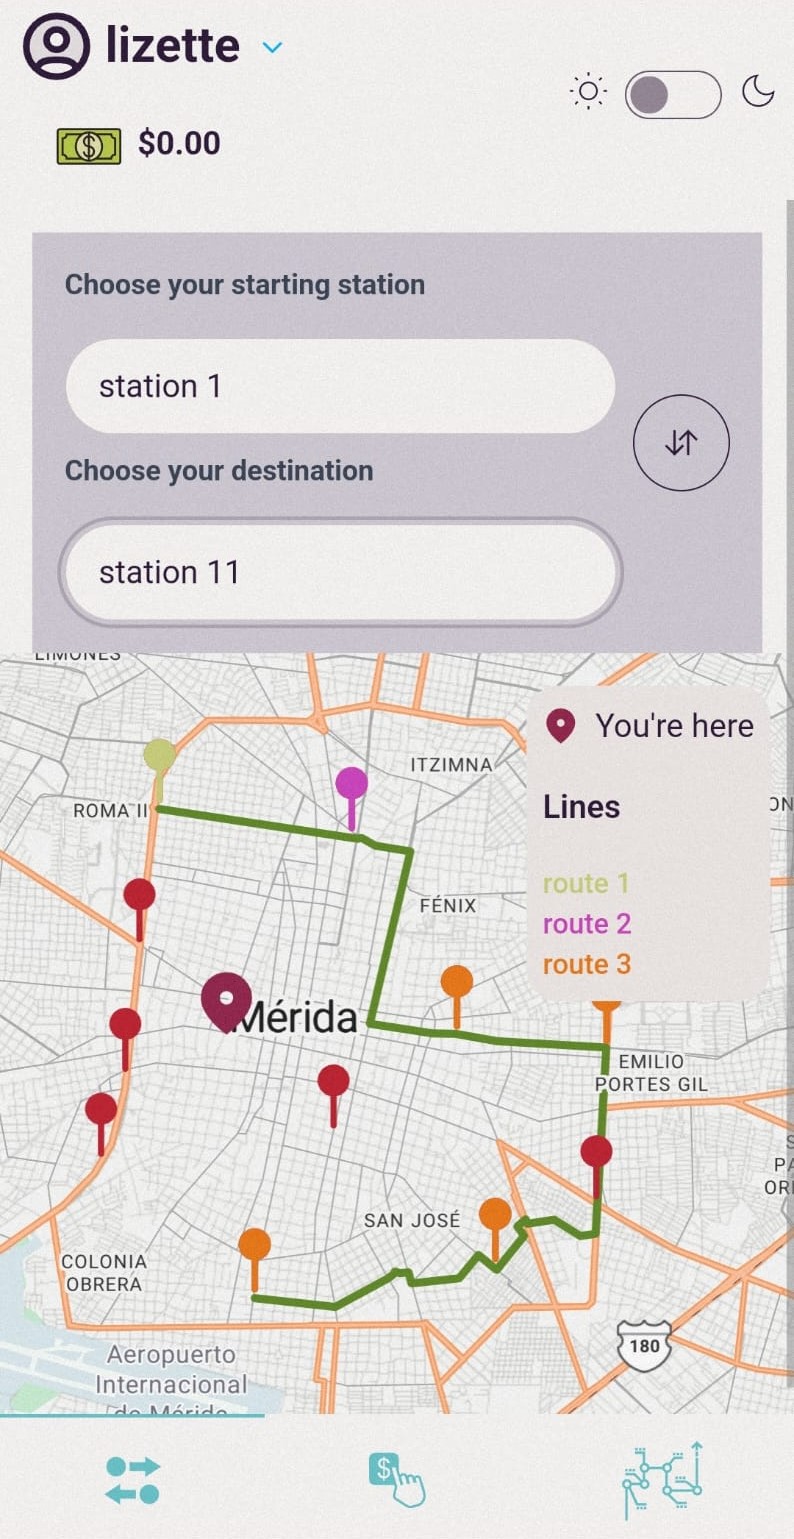 lizette
$0.00
Choose your starting station
station 1
Choose your destination
station 11
LIMONES
You're here
ITZIMNA
Lines
ROMA II
route 1
FÉNIX
route 2
route 3
Mérida
EMILIO
PORTES GIL
SAN JOSÉ
COLONIA
OBRERA
180
Aeropuerto
Internacional
de Mérida
$